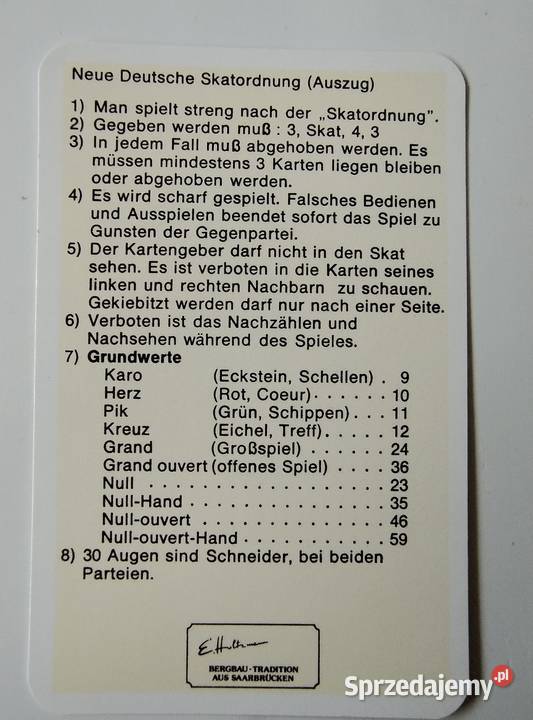 Neue Deutsche Skatordnung (Auszug)
1) Man spielt streng nach der „Skatordnung".
2) Gegeben werden muß : 3, Skat, 4, 3
3) In jedem Fall muß abgehoben werden. Es
müssen mindestens 3 Karten liegen bleiben
oder abgehoben werden.
4) Es wird scharf gespielt. Falsches Bedienen
und Ausspielen beendet sofort das Spiel zu
Gunsten der Gegenpartei.
5) Der Kartengeber darf nicht in den Skat
sehen. Es ist verboten in die Karten seines
linken und rechten Nachbarn zu schauen.
Gekiebitzt werden darf nur nach einer Seite.
6) Verboten ist das Nachzählen und
Nachsehen während des Spieles.
7) Grundwerte
Karo (Eckstein, Schellen) . 9
Herz (Rot, Coeur) . . . . . . 10
Pik (Grün, Schippen) . . . 11
Kreuz (Eichel, Treff) . . . . . 12
Grand (Großspiel) . . . . . . 24
Grand ouvert (offenes Spiel) . . . . 36
Null . . . . . . . . . . . . . . . . . 23
Null-Hand . . . . . . . . . . . . . . 35
Null-ouvert . . . . . . . . . . . . . 46
Null-ouvert-Hand . . . . . . . . . . 59
8) 30 Augen sind Schneider, bei beiden
Parteien.
BERGBAU-TRADITION
AUS SAARBRÜCKEN
Sprzedajemy.pl